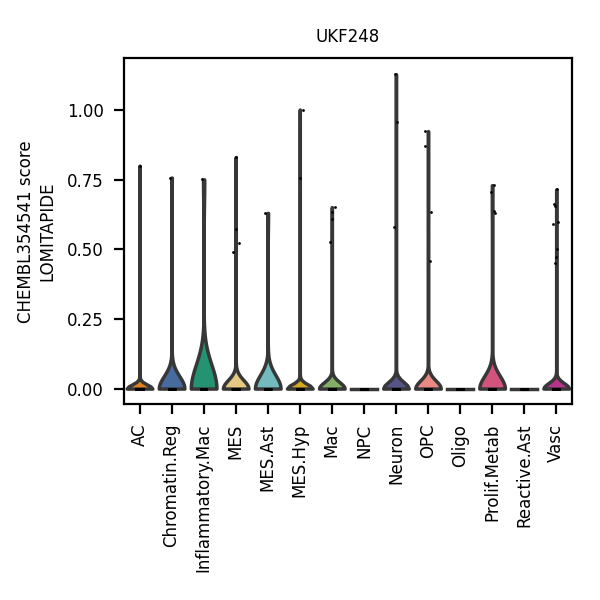 UKF248
CHEMBL354541 score
LOMITAPIDE
1.00
0.75
0.50
0.25
0.00
AC
Chromatin.Reg
Inflammatory.Mac
MES
MES.Ast
MES.Hyp
Mac
NPC
Neuron
OPC
Oligo
Prolif.Metab
Reactive.Ast
Vasc